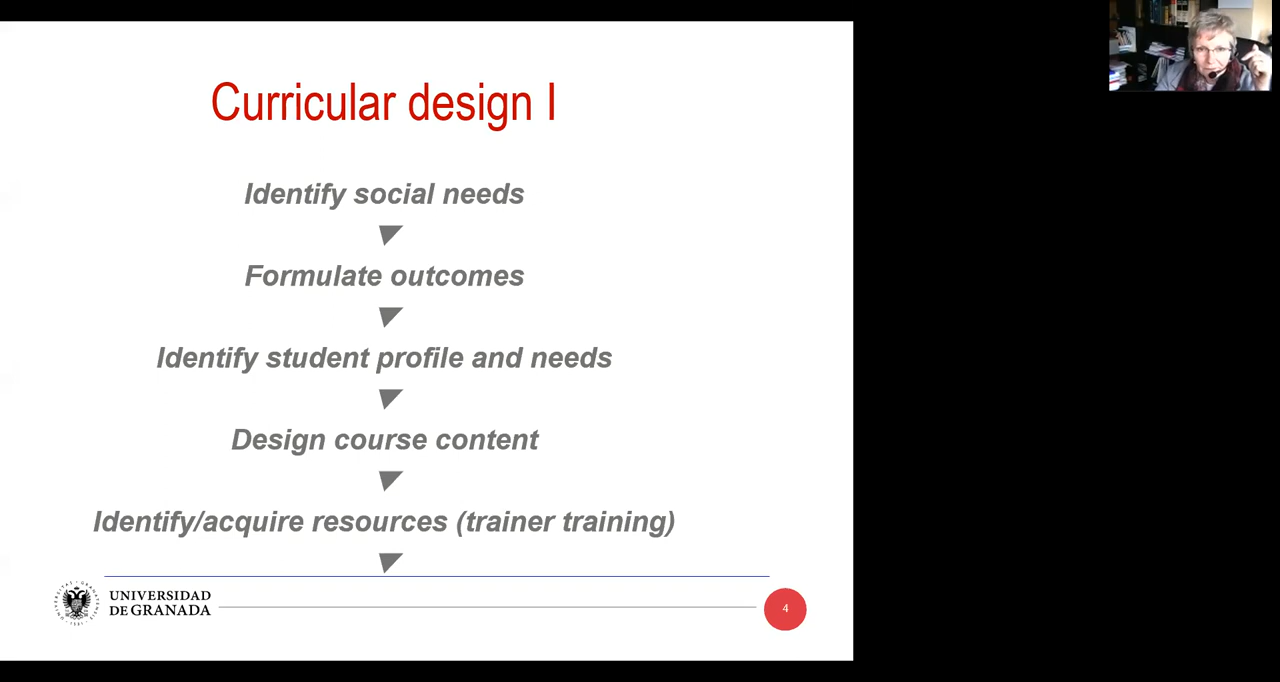 Curricular design I
Identify social needs
Formulate outcomes
Identify student profile and needs
Design course content
Identify/acquire resources (trainer training)
UNIVERSIDAD
DE GRANADA
4